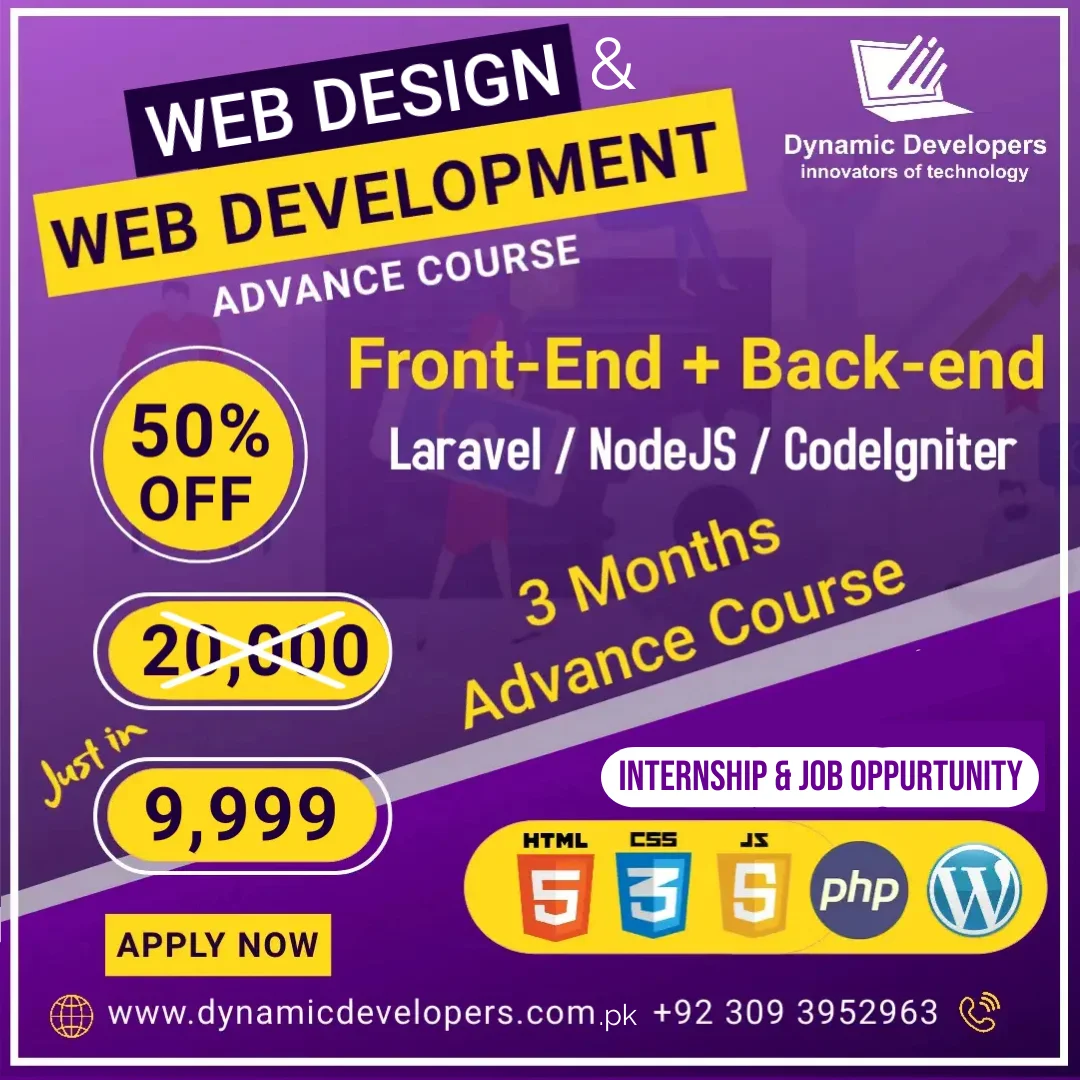 WEB DESIGN &
WEB DEVELOPMENT
ADVANCE COURSE
Dynamic Developers
innovators of technology
Front-End + Back-end
Laravel / NodeJS / CodeIgniter
50%
OFF
3 Months
Advance Course
20,000
Just in
9,999
INTERNSHIP & JOB OPPURTUNITY
HTML CSS JS
5 3 S php W
APPLY NOW
www.dynamicdevelopers.com.pk +92 309 3952963